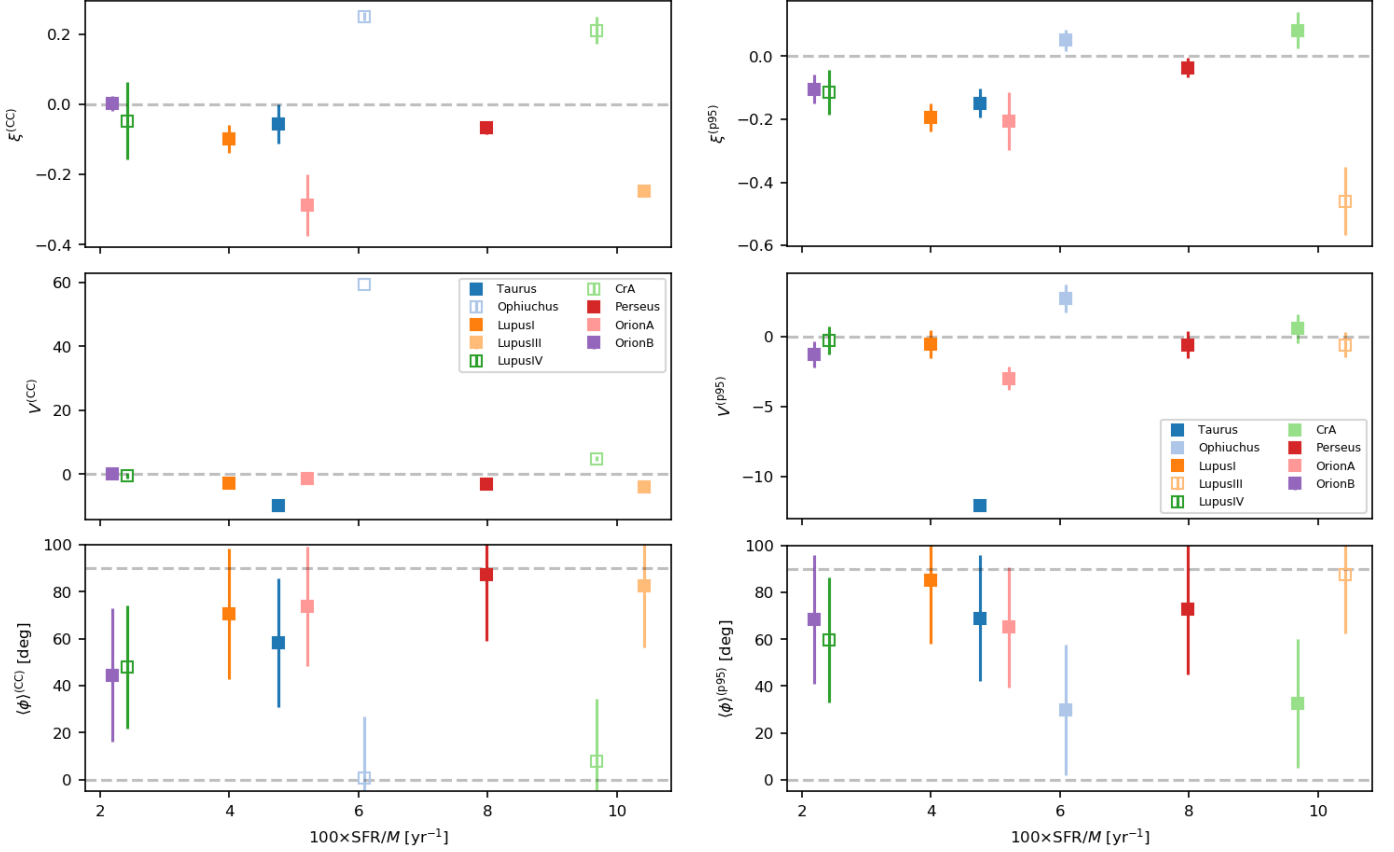 0.2
0.0
−0.2
−0.4
ξ(CC)
0.0
−0.2
−0.4
−0.6
ξ(p95)
60
40
20
0
V(CC)
Taurus
Ophiuchus
LupusI
LupusIII
LupusIV
CrA
Perseus
OrionA
OrionB
0
−5
−10
V(p95)
Taurus
Ophiuchus
LupusI
LupusIII
LupusIV
CrA
Perseus
OrionA
OrionB
100
80
60
40
20
0
⟨ϕ⟩(CC) [deg]
2 4 6 8 10
100×SFR/M [yr−1]
100
80
60
40
20
0
⟨ϕ⟩(p95) [deg]
2 4 6 8 10
100×SFR/M [yr−1]